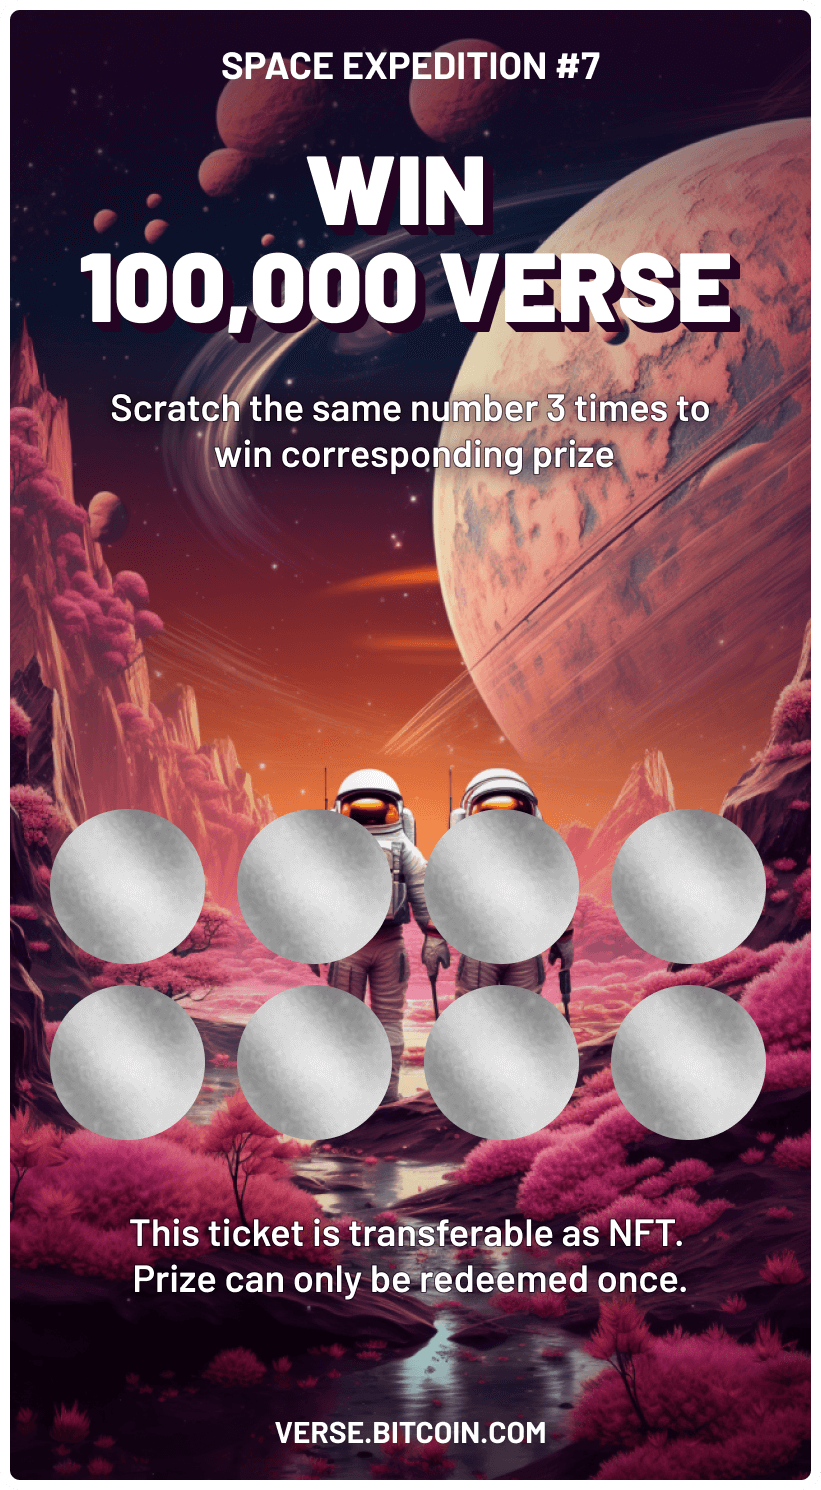 SPACE EXPEDITION #7
WIN
100,000 VERSE
Scratch the same number 3 times to
win corresponding prize
This ticket is transferable as NFT.
Prize can only be redeemed once.
VERSE.BITCOIN.COM